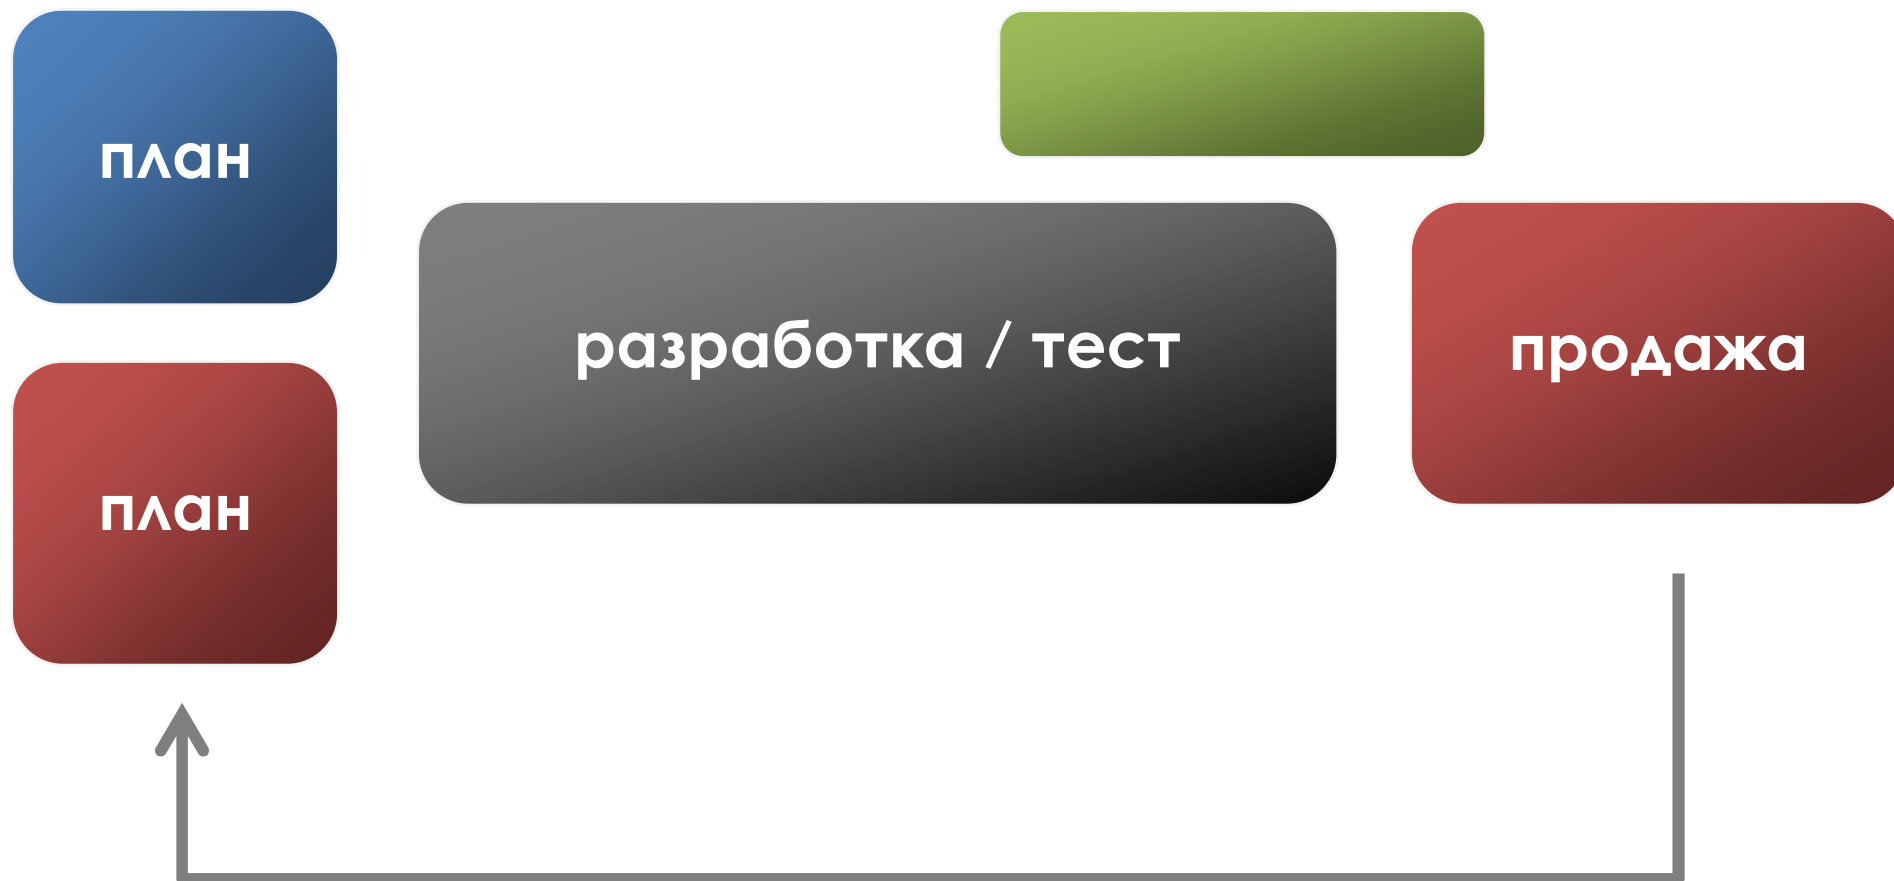 план
разработка / тест
продажа
план